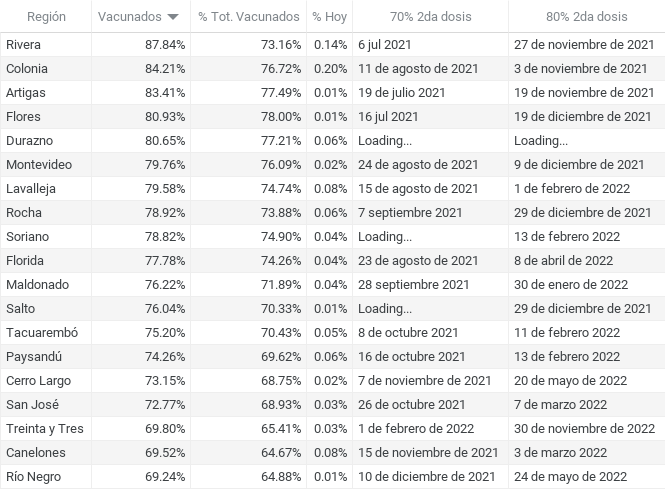 Región Vacunados % Tot. Vacunados % Hoy 70% 2da dosis 80% 2da dosis
Rivera 87.84% 73.16% 0.14% 6 jul 2021 27 de noviembre de 2021
Colonia 84.21% 76.72% 0.20% 11 de agosto de 2021 3 de noviembre de 2021
Artigas 83.41% 77.49% 0.01% 19 de julio de 2021 19 de noviembre de 2021
Flores 80.93% 78.00% 0.01% 16 jul 2021 19 de diciembre de 2021
Durazno 80.65% 77.21% 0.06% Loading... Loading...
Montevideo 79.76% 76.09% 0.02% 24 de agosto de 2021 9 de diciembre de 2021
Lavalleja 79.58% 74.74% 0.08% 15 de agosto de 2021 1 de febrero de 2022
Rocha 78.92% 73.88% 0.06% 7 septiembre 2021 29 de diciembre de 2021
Soriano 78.82% 74.90% 0.04% Loading... 13 de febrero 2022
Florida 77.78% 74.26% 0.04% 23 de agosto de 2021 8 de abril de 2022
Maldonado 76.22% 71.89% 0.04% 28 septiembre 2021 30 de enero de 2022
Salto 76.04% 70.33% 0.01% Loading... 29 de diciembre de 2021
Tacuarembó 75.20% 70.43% 0.05% 8 de octubre 2021 11 de febrero 2022
Paysandú 74.26% 69.62% 0.06% 16 de octubre 2021 13 de febrero 2022
Cerro Largo 73.15% 68.75% 0.02% 7 de noviembre de 2021 20 de mayo de 2022
San José 72.77% 68.93% 0.03% 26 de octubre 2021 7 de marzo 2022
Treinta y Tres 69.80% 65.41% 0.03% 1 de febrero de 2022 30 de noviembre de 2022
Canelones 69.52% 64.67% 0.08% 15 de noviembre de 2021 3 de marzo 2022
Río Negro 69.24% 64.88% 0.01% 10 de diciembre de 2021 24 de mayo de 2022